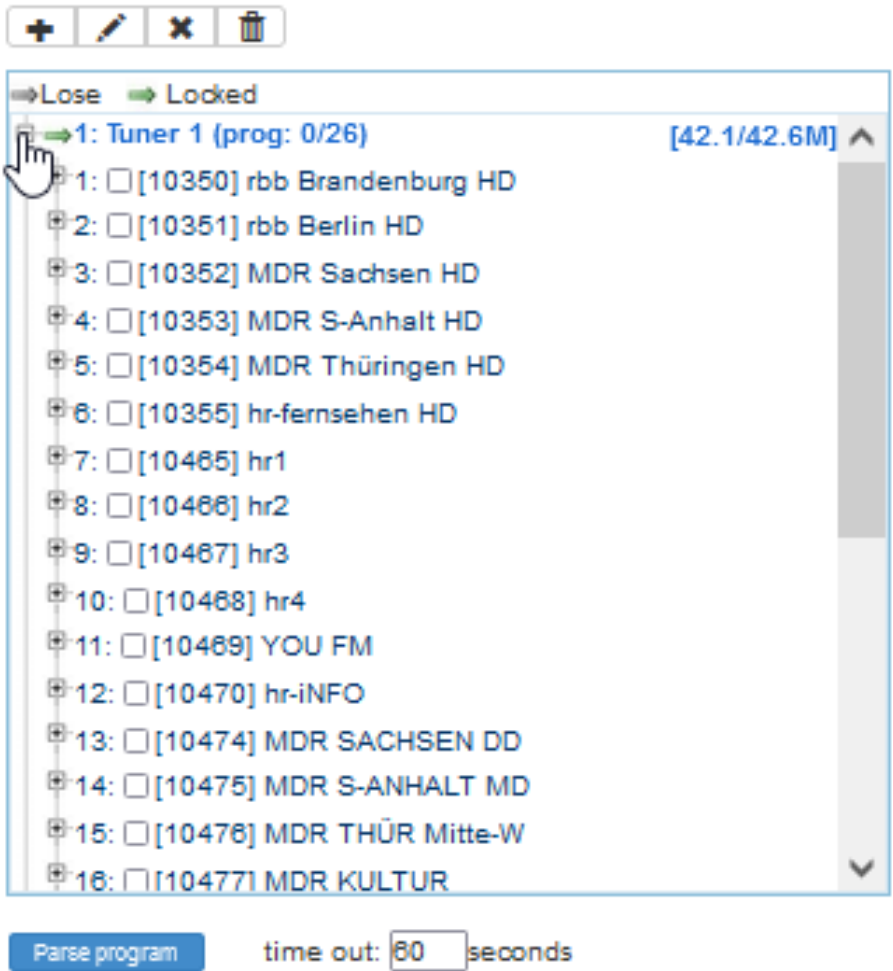 Lose Locked
1: Tuner 1 (prog: 0/26) [42.1/42.6M]
1: [10350] rbb Brandenburg HD
2: [10351] rbb Berlin HD
3: [10352] MDR Sachsen HD
4: [10353] MDR S-Anhalt HD
5: [10354] MDR Thüringen HD
6: [10355] hr-fernsehen HD
7: [10465] hr1
8: [10466] hr2
9: [10467] hr3
10: [10468] hr4
11: [10469] YOU FM
12: [10470] hr-iNFO
13: [10474] MDR SACHSEN DD
14: [10475] MDR S-ANHALT MD
15: [10476] MDR THÜR Mitte-W
16: [10477] MDR KULTUR
Parse program time out: 60 seconds